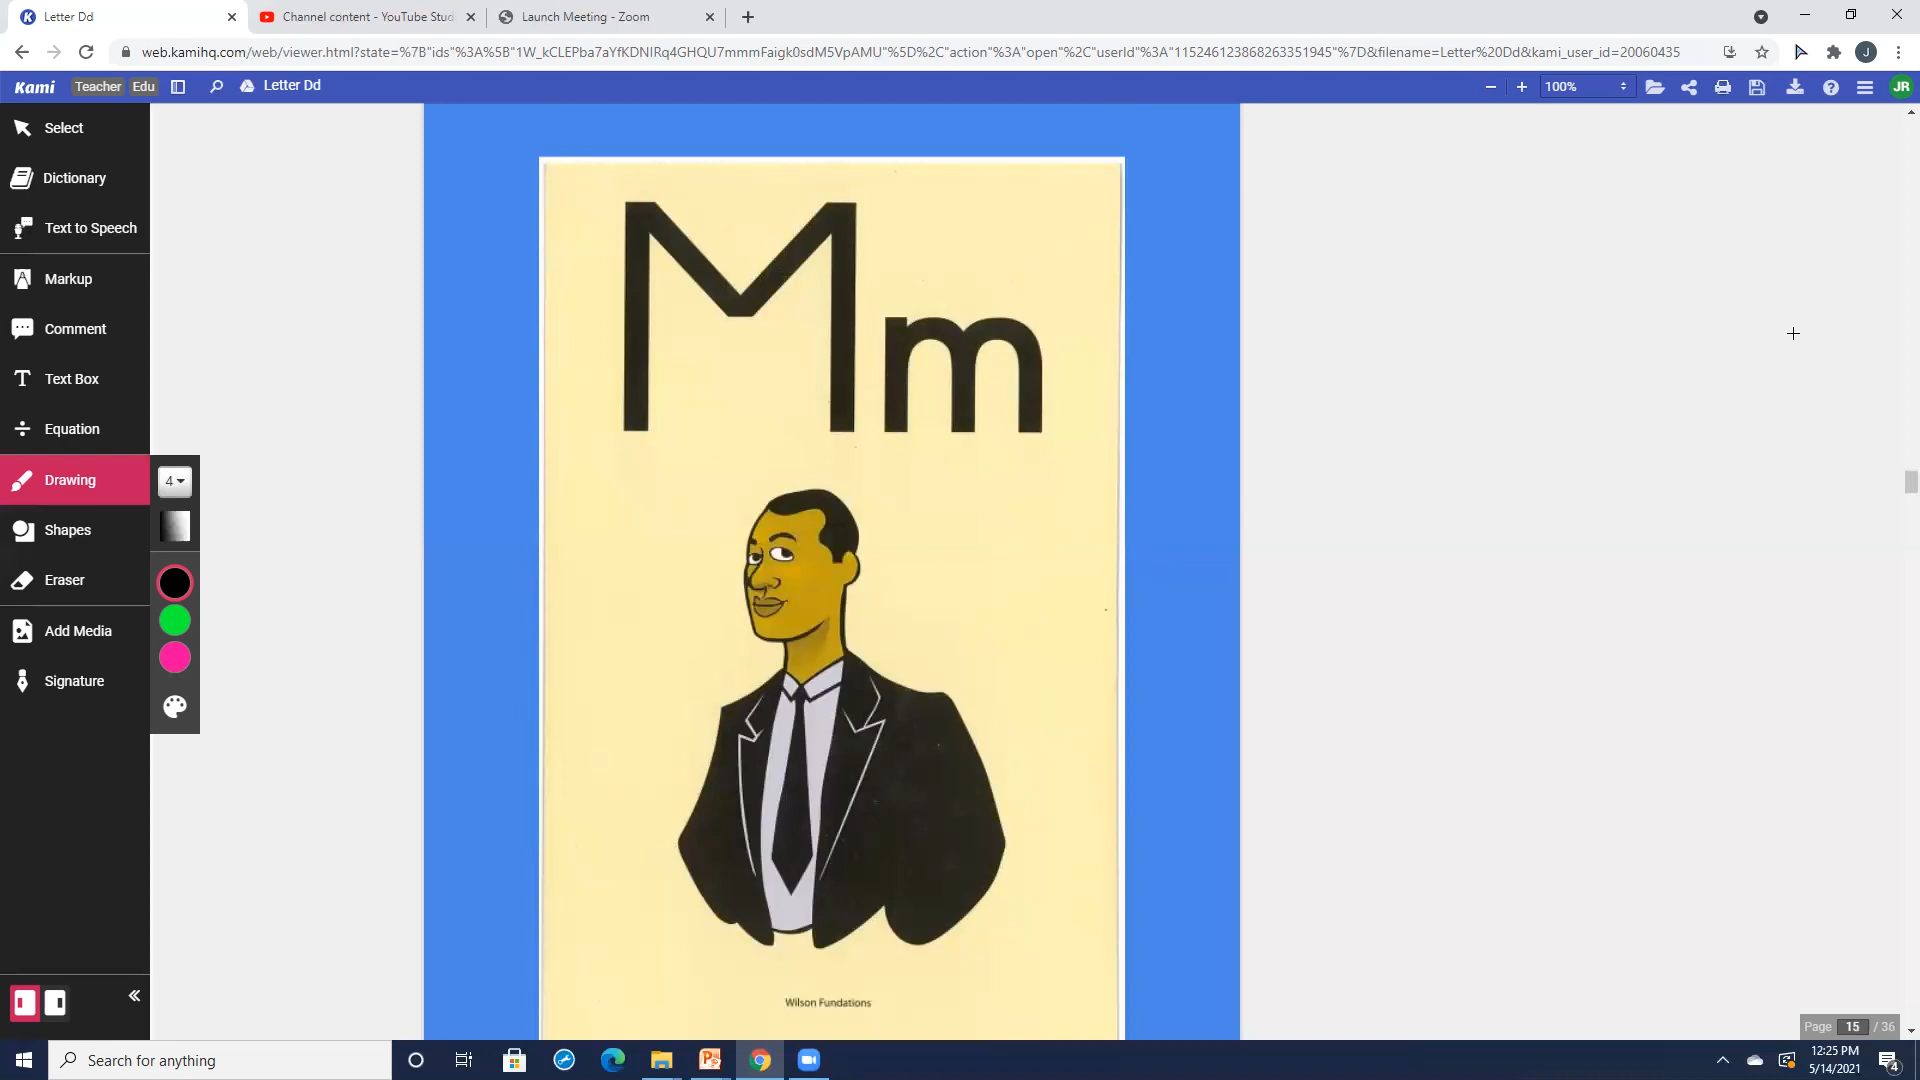 Letter Dd
Channel content - YouTube Stud
Launch Meeting - Zoom
web.kamihq.com/web/viewer.html?state=%7B"ids"%3A%5B"1W_kCLEPba7aYfKDNIRq4GHQU7mmmFaigk0sdM5VpAMU"%5D%2C"action"%3A"open"%2C"userId"%3A"115246123868263351945"%7D&filename=Letter%20Dd&kami_user_id=20060435
J
Kami Teacher Edu Letter Dd 100% JR
Select
Dictionary
Text to Speech
Markup
Comment
Text Box
Equation
Drawing
4
Shapes
Eraser
Add Media
Signature
Mm
Wilson Fundations
Page 15 / 36
Search for anything
12:25 PM
5/14/2021
4